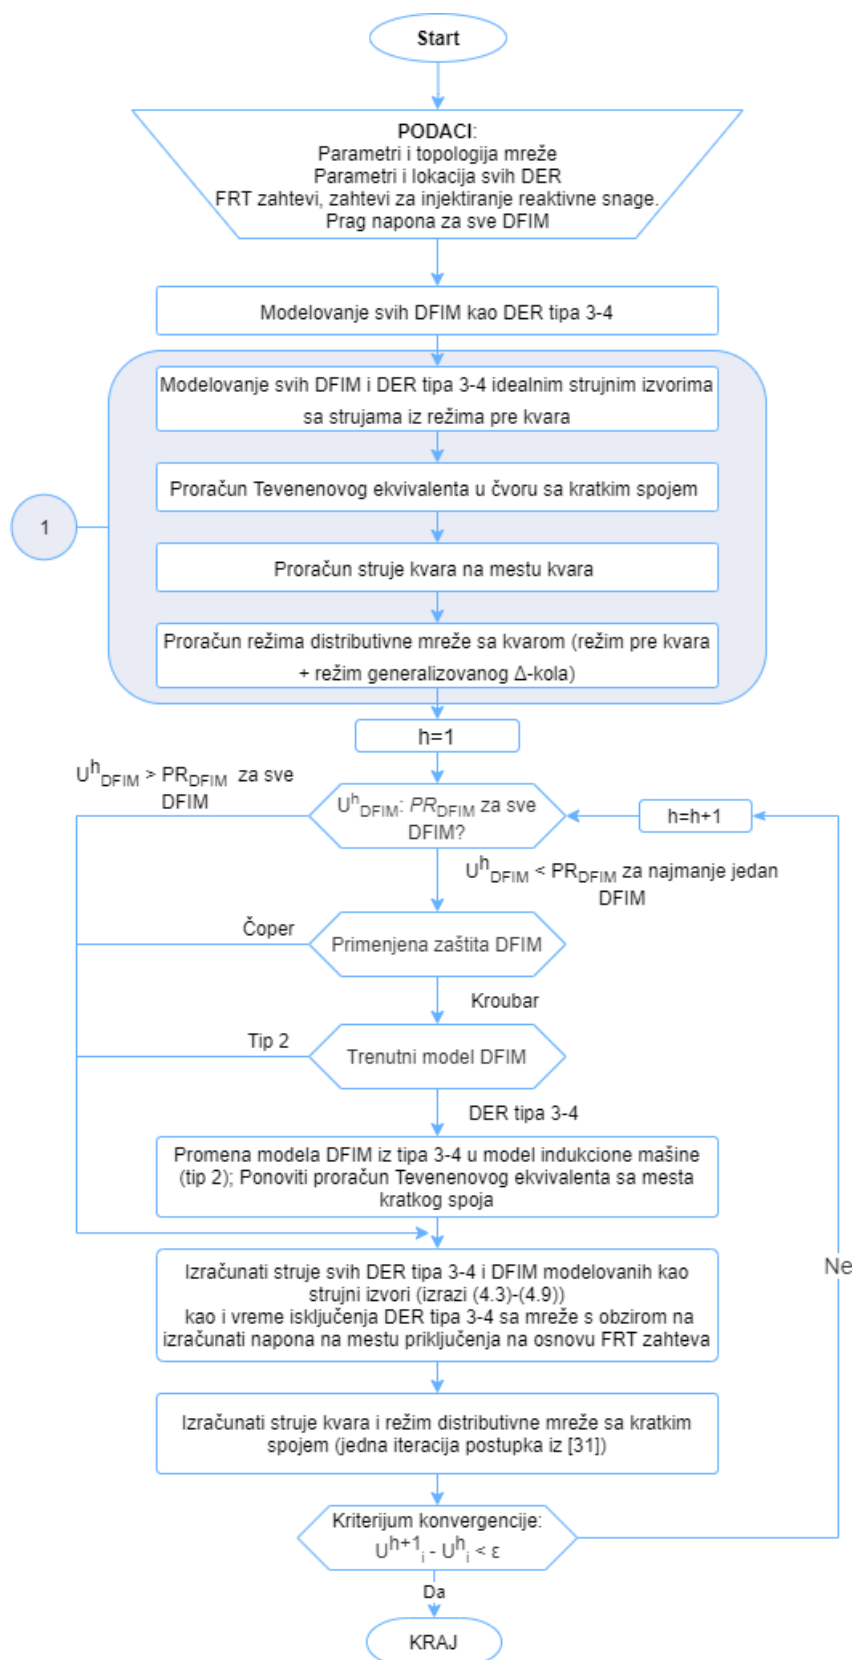 Start
PODACI:
Parametri i topologija mreže
Parametri i lokacija svih DER
FRT zahtevi, zahtevi za injektiranje reaktivne snage.
Prag napona za sve DFIM
Modelovanje svih DFIM kao DER tipa 3-4
Modelovanje svih DFIM i DER tipa 3-4 idealnim strujnim izvorima
sa strujama iz režima pre kvara
Proračun Tevenenovog ekvivalenta u čvoru sa kratkim spojem
1
Proračun struje kvara na mestu kvara
Proračun režima distributivne mreže sa kvarom (režim pre kvara
+ režim generalizovanog Δ-kola)
h=1
U^h_DFIM > PR_DFIM za sve
DFIM
U^h_DFIM: PR_DFIM za sve
DFIM?
h=h+1
U^h_DFIM < PR_DFIM za najmanje jedan
DFIM
Čoper
Primenjena zaštita DFIM
Kroubar
Tip 2
Trenutni model DFIM
DER tipa 3-4
Promena modela DFIM iz tipa 3-4 u model indukcione mašine
(tip 2); Ponoviti proračun Tevenenovog ekvivalenta sa mesta
kratkog spoja
Ne
Izračunati struje svih DER tipa 3-4 i DFIM modelovanih kao
strujni izvori (izrazi (4.3)-(4.9))
kao i vreme isključenja DER tipa 3-4 sa mreže s obzirom na
izračunati napona na mestu priključenja na osnovu FRT zahteva
Izračunati struje kvara i režim distributivne mreže sa kratkim
spojem (jedna iteracija postupka iz [31])
Kriterijum konvergencije:
U^h+1_i - U^h_i < ε
Da
KRAJ